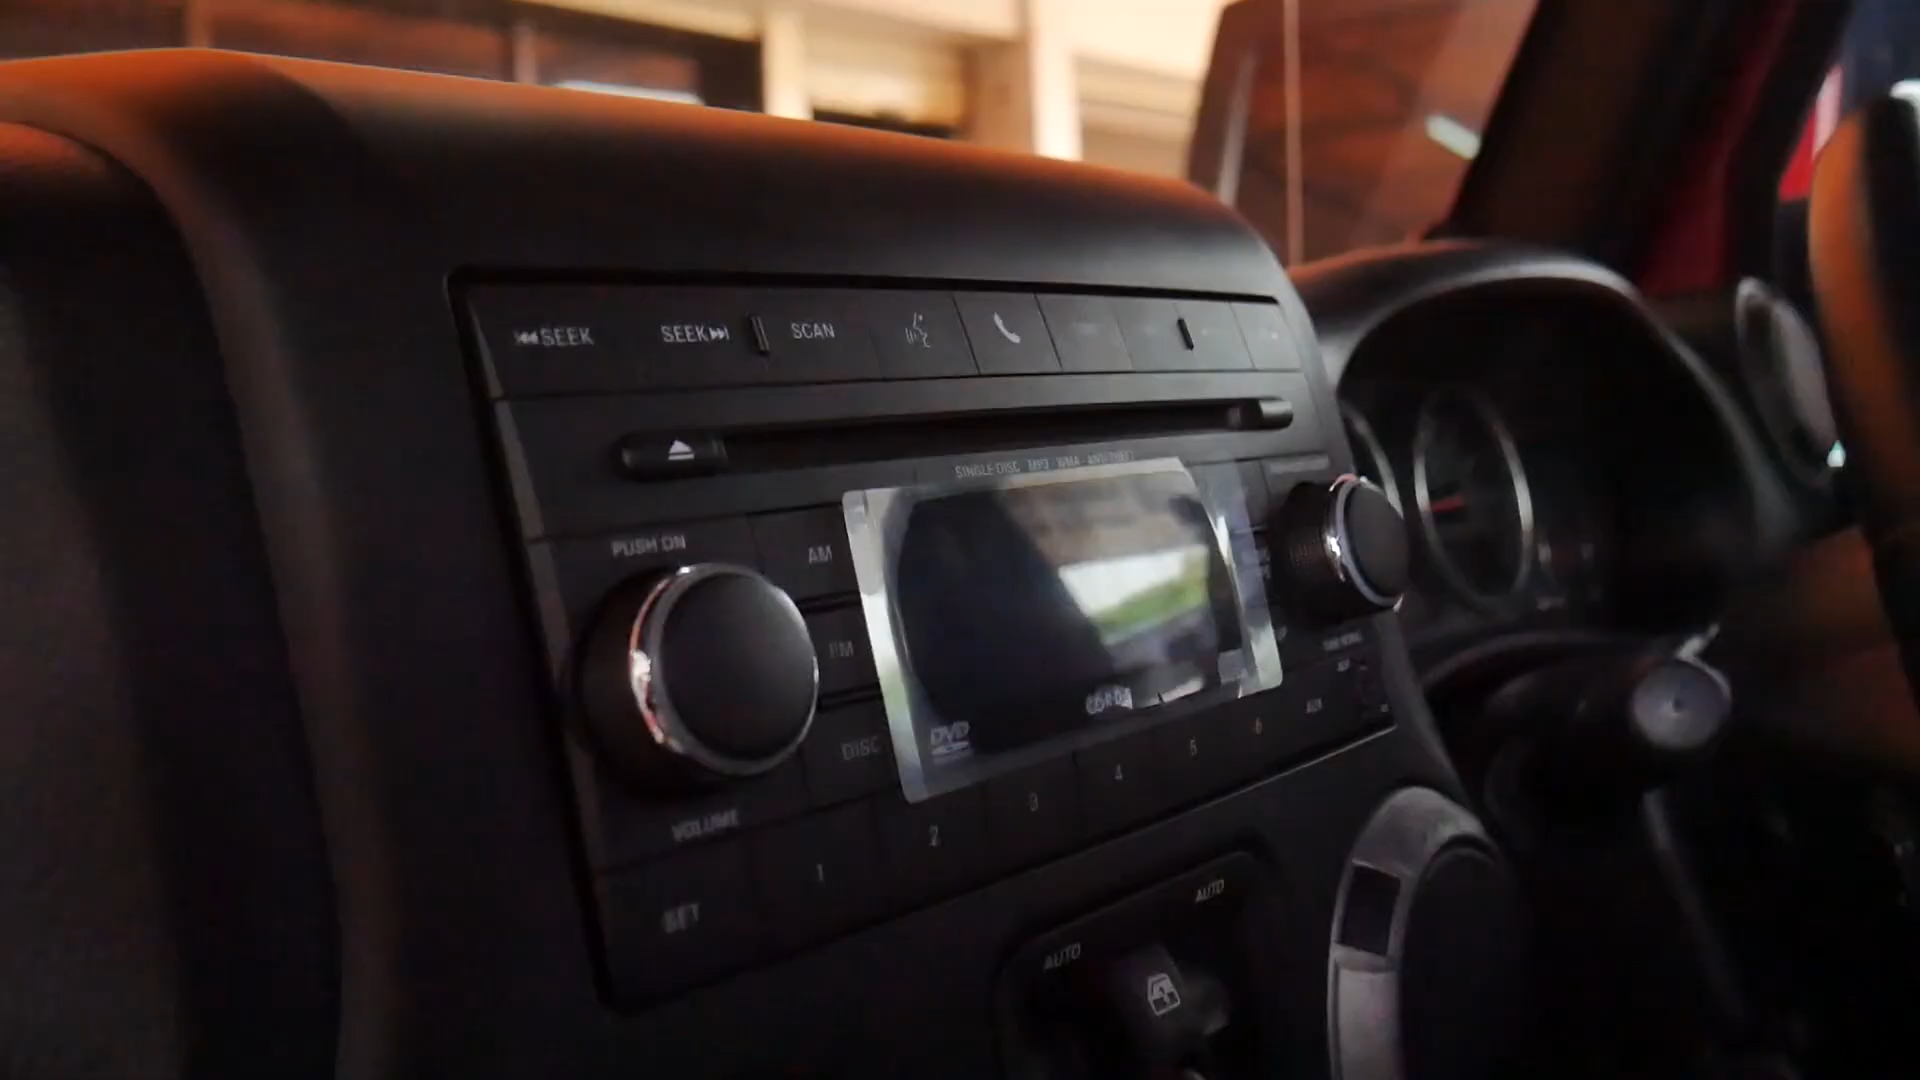 SEEK
SEEK
SCAN
SINGLE DISC MP3 · WMA ·
PUSH ON
AM
FM
DISC
DVD
VOLUME
SET
1
2
3
4
5
6
AUX
AUTO
AUTO